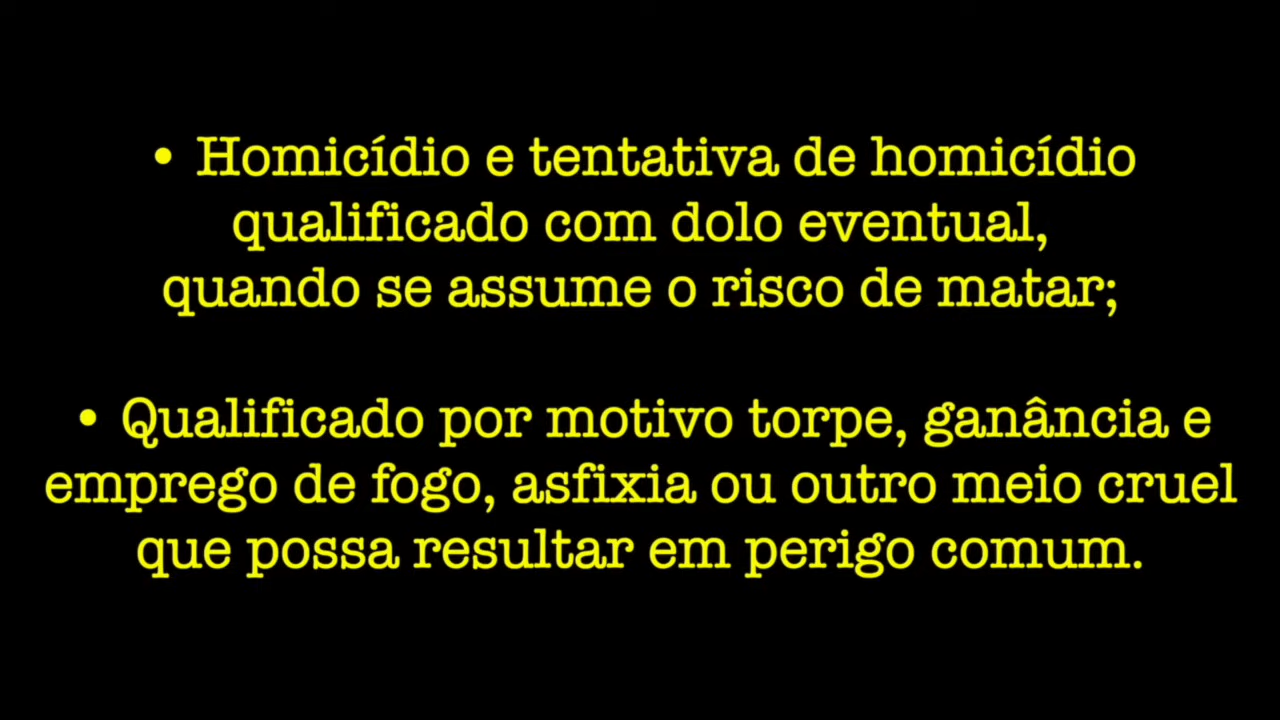 • Homicídio e tentativa de homicídio
qualificado com dolo eventual,
quando se assume o risco de matar;
• Qualificado por motivo torpe, ganância e
emprego de fogo, asfixia ou outro meio cruel
que possa resultar em perigo comum.